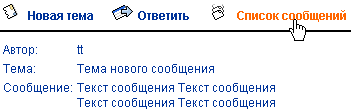 Новая тема Ответить Список сообщений
Автор: tt
Тема: Тема нового сообщения
Сообщение: Текст сообщения Текст сообщения
Текст сообщения Текст сообщения